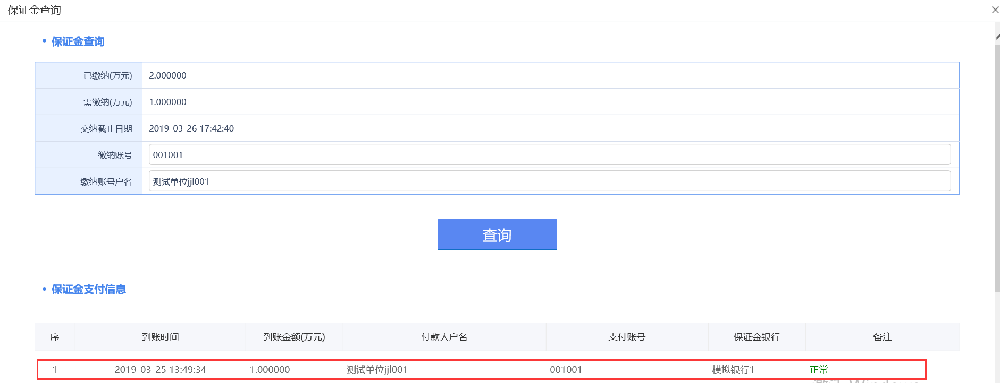 保证金查询
• 保证金查询
已缴纳(万元) 2.000000
需缴纳(万元) 1.000000
交纳截止日期 2019-03-26 17:42:40
缴纳账号 001001
缴纳账号户名 测试单位jjl001
查询
• 保证金支付信息
序 到账时间 到账金额(万元) 付款人户名 支付账号 保证金银行 备注
1 2019-03-25 13:49:34 1.000000 测试单位jjl001 001001 模拟银行1 正常